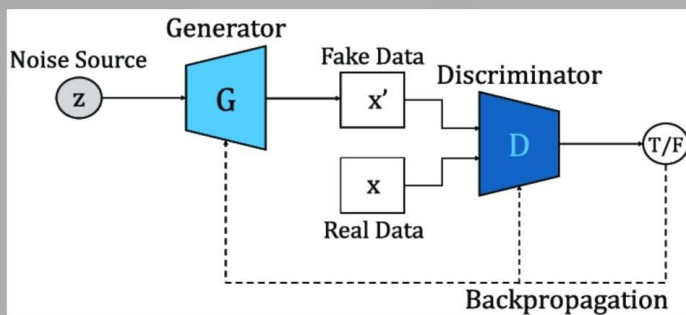 Generator
Noise Source
z
G
Fake Data
x'
Discriminator
D
T/F
x
Real Data
Backpropagation